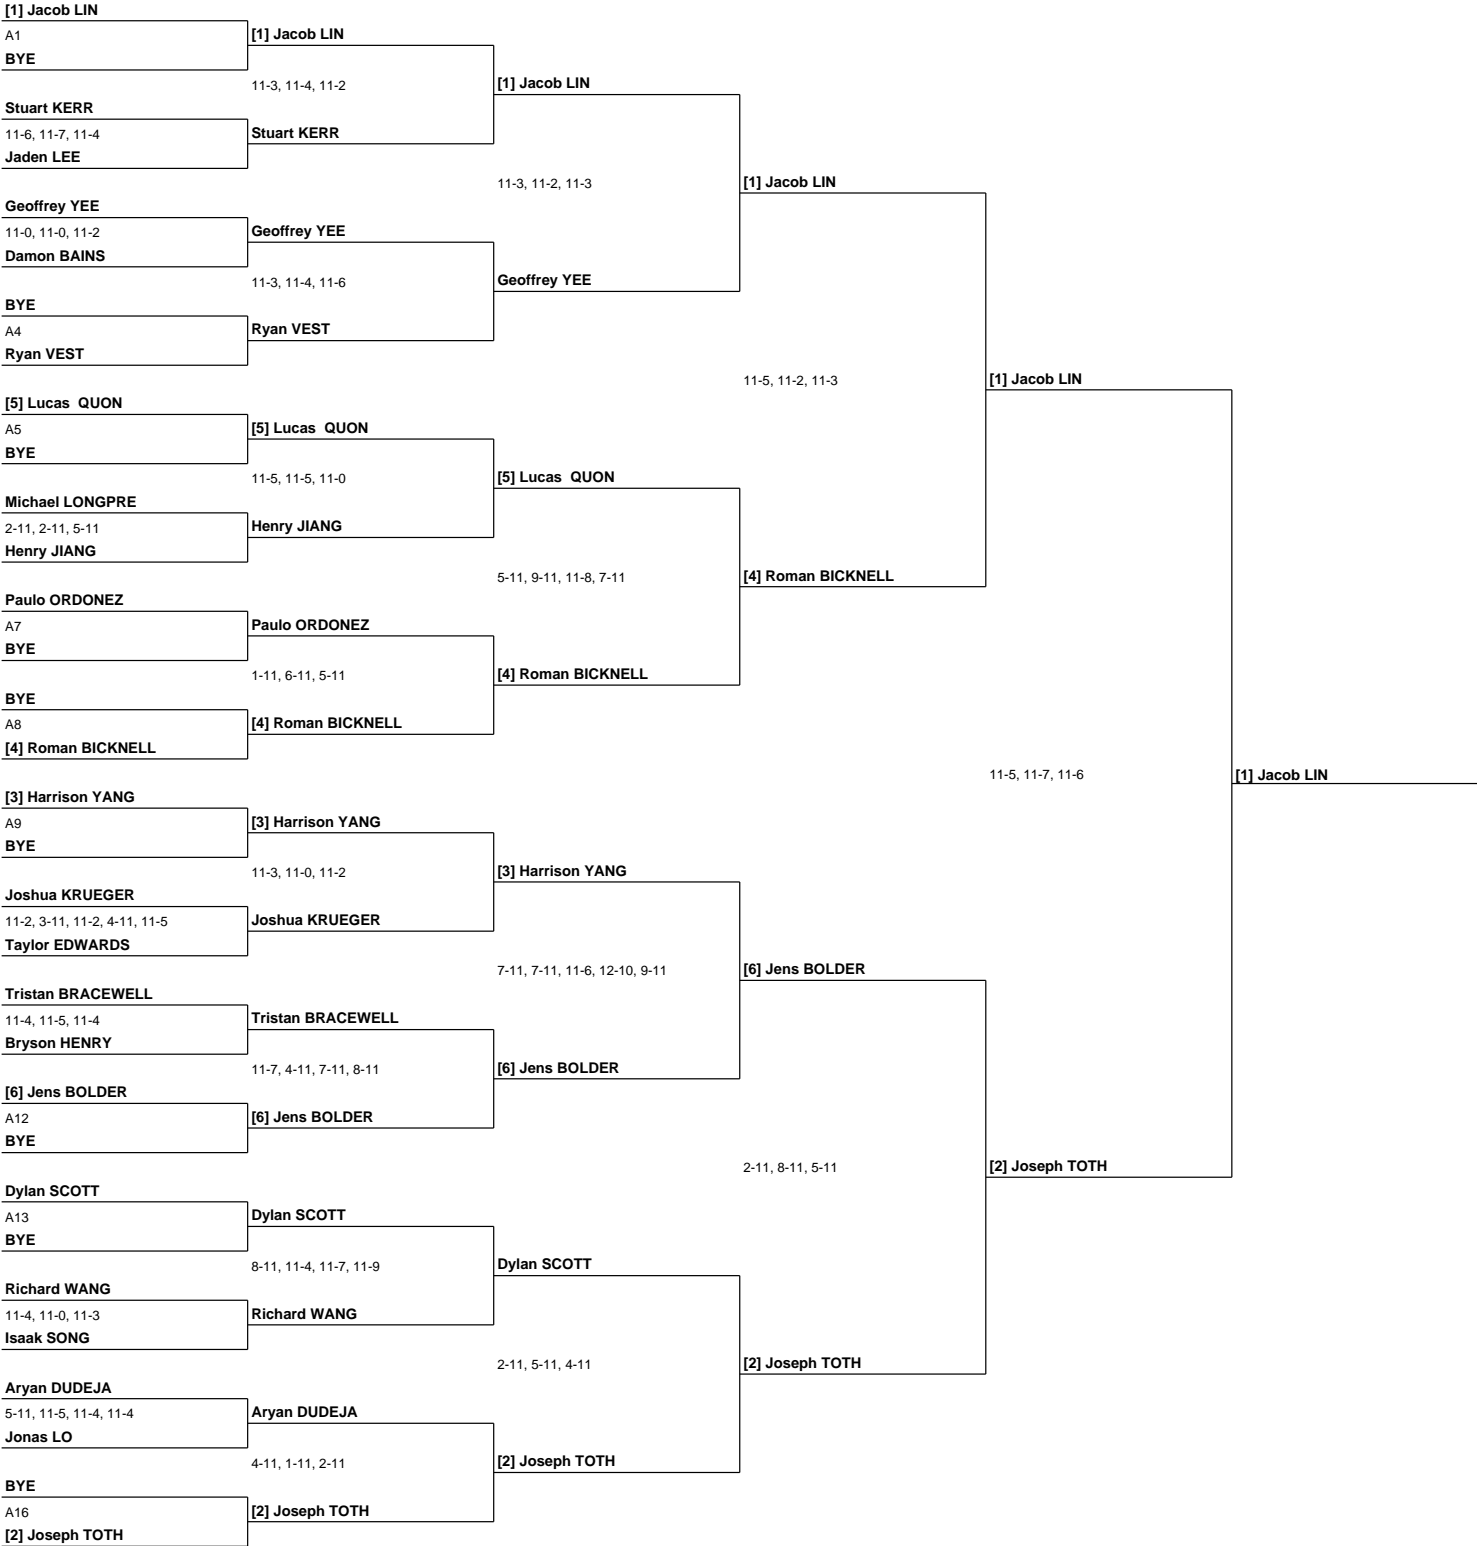 [1] Jacob LIN
A1
BYE
Stuart KERR
11-6, 11-7, 11-4
Jaden LEE
Geoffrey YEE
11-0, 11-0, 11-2
Damon BAINS
BYE
A4
Ryan VEST
[5] Lucas  QUON
A5
BYE
Michael LONGPRE
2-11, 2-11, 5-11
Henry JIANG
Paulo ORDONEZ
A7
BYE
BYE
A8
[4] Roman BICKNELL
[3] Harrison YANG
A9
BYE
Joshua KRUEGER
11-2, 3-11, 11-2, 4-11, 11-5
Taylor EDWARDS
Tristan BRACEWELL
11-4, 11-5, 11-4
Bryson HENRY
[6] Jens BOLDER
A12
BYE
Dylan SCOTT
A13
BYE
Richard WANG
11-4, 11-0, 11-3
Isaak SONG
Aryan DUDEJA
5-11, 11-5, 11-4, 11-4
Jonas LO
BYE
A16
[2] Joseph TOTH
[1] Jacob LIN
11-3, 11-4, 11-2
Stuart KERR
Geoffrey YEE
11-3, 11-4, 11-6
Ryan VEST
[5] Lucas  QUON
11-5, 11-5, 11-0
Henry JIANG
Paulo ORDONEZ
1-11, 6-11, 5-11
[4] Roman BICKNELL
[3] Harrison YANG
11-3, 11-0, 11-2
Joshua KRUEGER
Tristan BRACEWELL
11-7, 4-11, 7-11, 8-11
[6] Jens BOLDER
Dylan SCOTT
8-11, 11-4, 11-7, 11-9
Richard WANG
Aryan DUDEJA
4-11, 1-11, 2-11
[2] Joseph TOTH
[1] Jacob LIN
11-3, 11-2, 11-3
Geoffrey YEE
[5] Lucas  QUON
5-11, 9-11, 11-8, 7-11
[4] Roman BICKNELL
[3] Harrison YANG
7-11, 7-11, 11-6, 12-10, 9-11
[6] Jens BOLDER
Dylan SCOTT
2-11, 5-11, 4-11
[2] Joseph TOTH
[1] Jacob LIN
11-5, 11-2, 11-3
[4] Roman BICKNELL
[6] Jens BOLDER
2-11, 8-11, 5-11
[2] Joseph TOTH
[1] Jacob LIN
11-5, 11-7, 11-6
[2] Joseph TOTH
[1] Jacob LIN